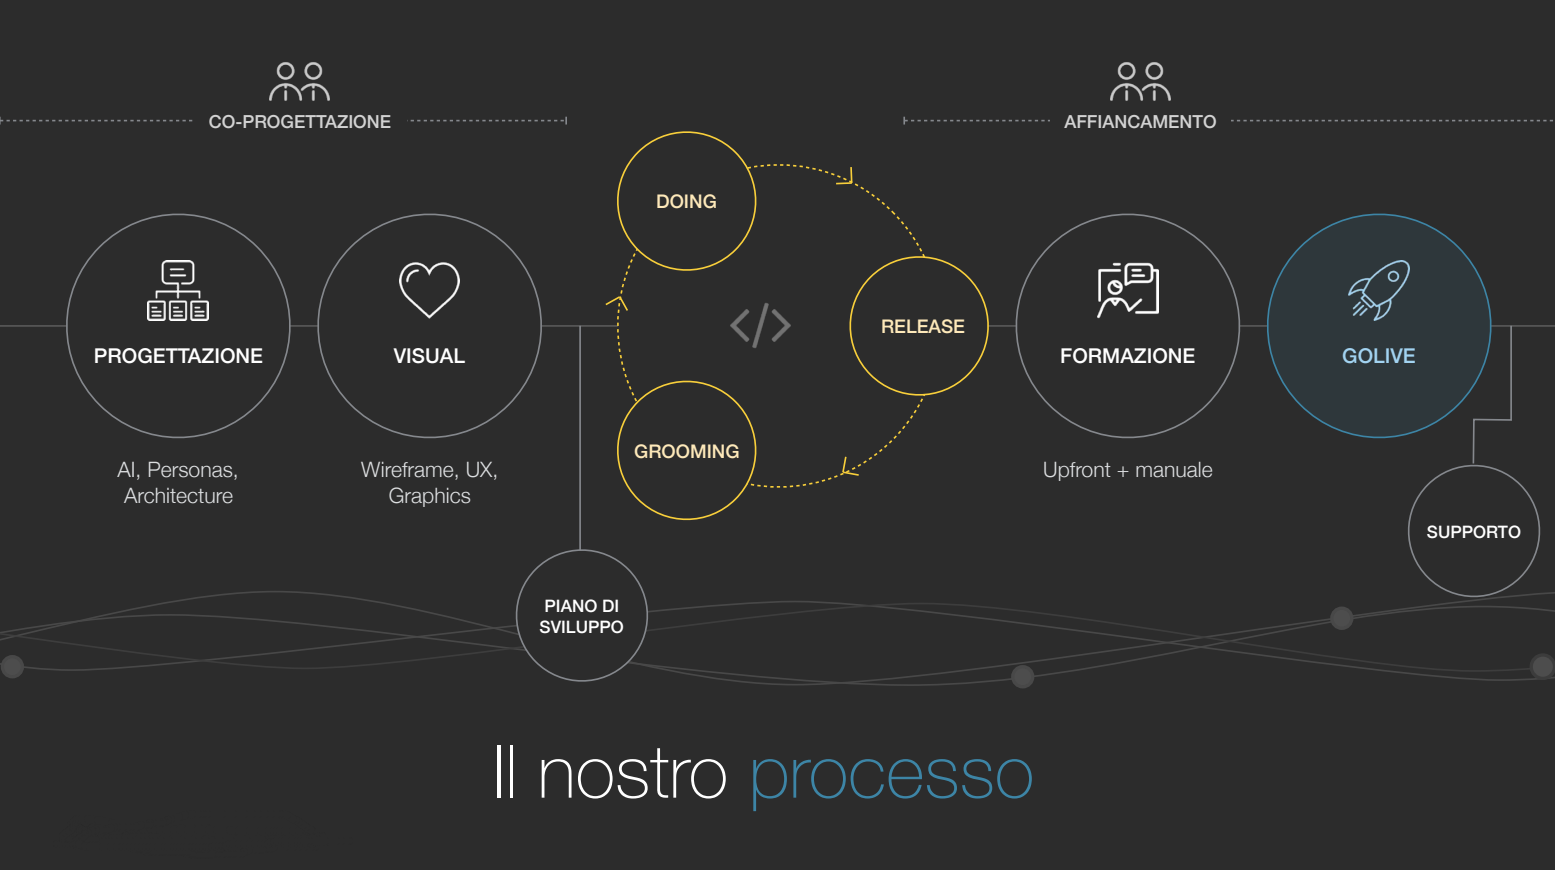 CO-PROGETTAZIONE
AFFIANCAMENTO
PROGETTAZIONE
AI, Personas,
Architecture
VISUAL
Wireframe, UX,
Graphics
PIANO DI
SVILUPPO
DOING
RELEASE
GROOMING
</>
FORMAZIONE
Upfront + manuale
GOLIVE
SUPPORTO
Il nostro processo